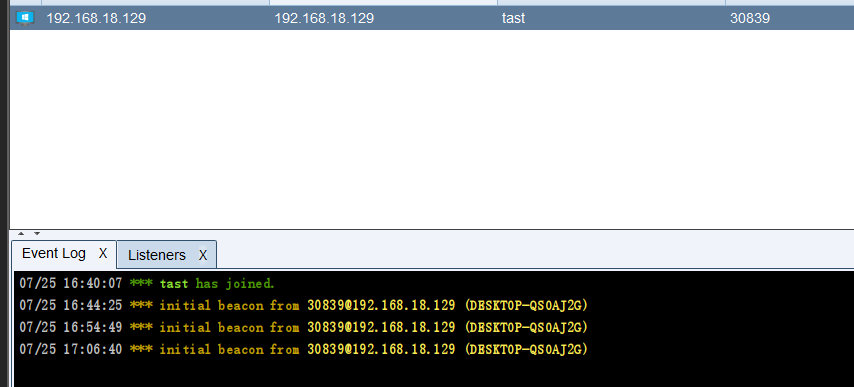 192.168.18.129 192.168.18.129 tast 30839
Event Log X Listeners X
07/25 16:40:07 *** tast has joined.
07/25 16:44:25 *** initial beacon from 30839@192.168.18.129 (DESKTOP-QS0AJ2G)
07/25 16:54:49 *** initial beacon from 30839@192.168.18.129 (DESKTOP-QS0AJ2G)
07/25 17:06:40 *** initial beacon from 30839@192.168.18.129 (DESKTOP-QS0AJ2G)